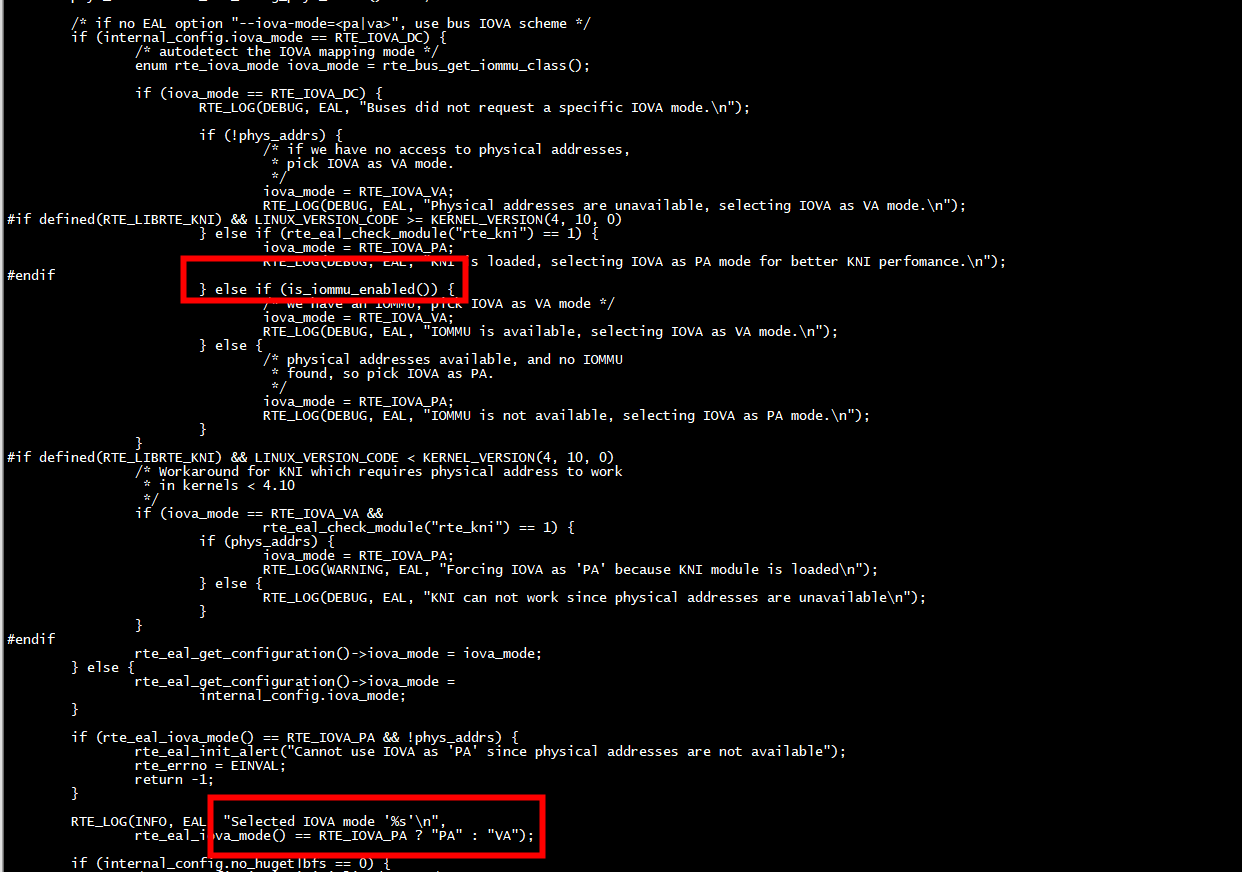 /* if no EAL option "--iova-mode=<pa|va>", use bus IOVA scheme */
if (internal_config.iova_mode == RTE_IOVA_DC) {
/* autodetect the IOVA mapping mode */
enum rte_iova_mode iova_mode = rte_bus_get_iommu_class();
if (iova_mode == RTE_IOVA_DC) {
RTE_LOG(DEBUG, EAL, "Buses did not request a specific IOVA mode.\n");
if (!phys_addrs) {
/* if we have no access to physical addresses,
* pick IOVA as VA mode.
*/
iova_mode = RTE_IOVA_VA;
RTE_LOG(DEBUG, EAL, "Physical addresses are unavailable, selecting IOVA as VA mode.\n");
#if defined(RTE_LIBRTE_KNI) && LINUX_VERSION_CODE >= KERNEL_VERSION(4, 10, 0)
} else if (rte_eal_check_module("rte_kni") == 1) {
iova_mode = RTE_IOVA_PA;
RTE_LOG(DEBUG, EAL, "KNI is loaded, selecting IOVA as PA mode for better KNI perfomance.\n");
#endif
} else if (is_iommu_enabled()) {
/* we have an IOMMU, pick IOVA as VA mode */
iova_mode = RTE_IOVA_VA;
RTE_LOG(DEBUG, EAL, "IOMMU is available, selecting IOVA as VA mode.\n");
} else {
/* physical addresses available, and no IOMMU
* found, so pick IOVA as PA.
*/
iova_mode = RTE_IOVA_PA;
RTE_LOG(DEBUG, EAL, "IOMMU is not available, selecting IOVA as PA mode.\n");
}
}
#if defined(RTE_LIBRTE_KNI) && LINUX_VERSION_CODE < KERNEL_VERSION(4, 10, 0)
/* Workaround for KNI which requires physical address to work
* in kernels < 4.10
*/
if (iova_mode == RTE_IOVA_VA &&
rte_eal_check_module("rte_kni") == 1) {
if (phys_addrs) {
iova_mode = RTE_IOVA_PA;
RTE_LOG(WARNING, EAL, "Forcing IOVA as 'PA' because KNI module is loaded\n");
} else {
RTE_LOG(DEBUG, EAL, "KNI can not work since physical addresses are unavailable\n");
}
}
#endif
rte_eal_get_configuration()->iova_mode = iova_mode;
} else {
rte_eal_get_configuration()->iova_mode =
internal_config.iova_mode;
}
if (rte_eal_iova_mode() == RTE_IOVA_PA && !phys_addrs) {
rte_eal_init_alert("Cannot use IOVA as 'PA' since physical addresses are not available");
rte_errno = EINVAL;
return -1;
}
RTE_LOG(INFO, EAL, "Selected IOVA mode '%s'\n",
rte_eal_iova_mode() == RTE_IOVA_PA ? "PA" : "VA");
if (internal_config.no_hugetlbfs == 0) {